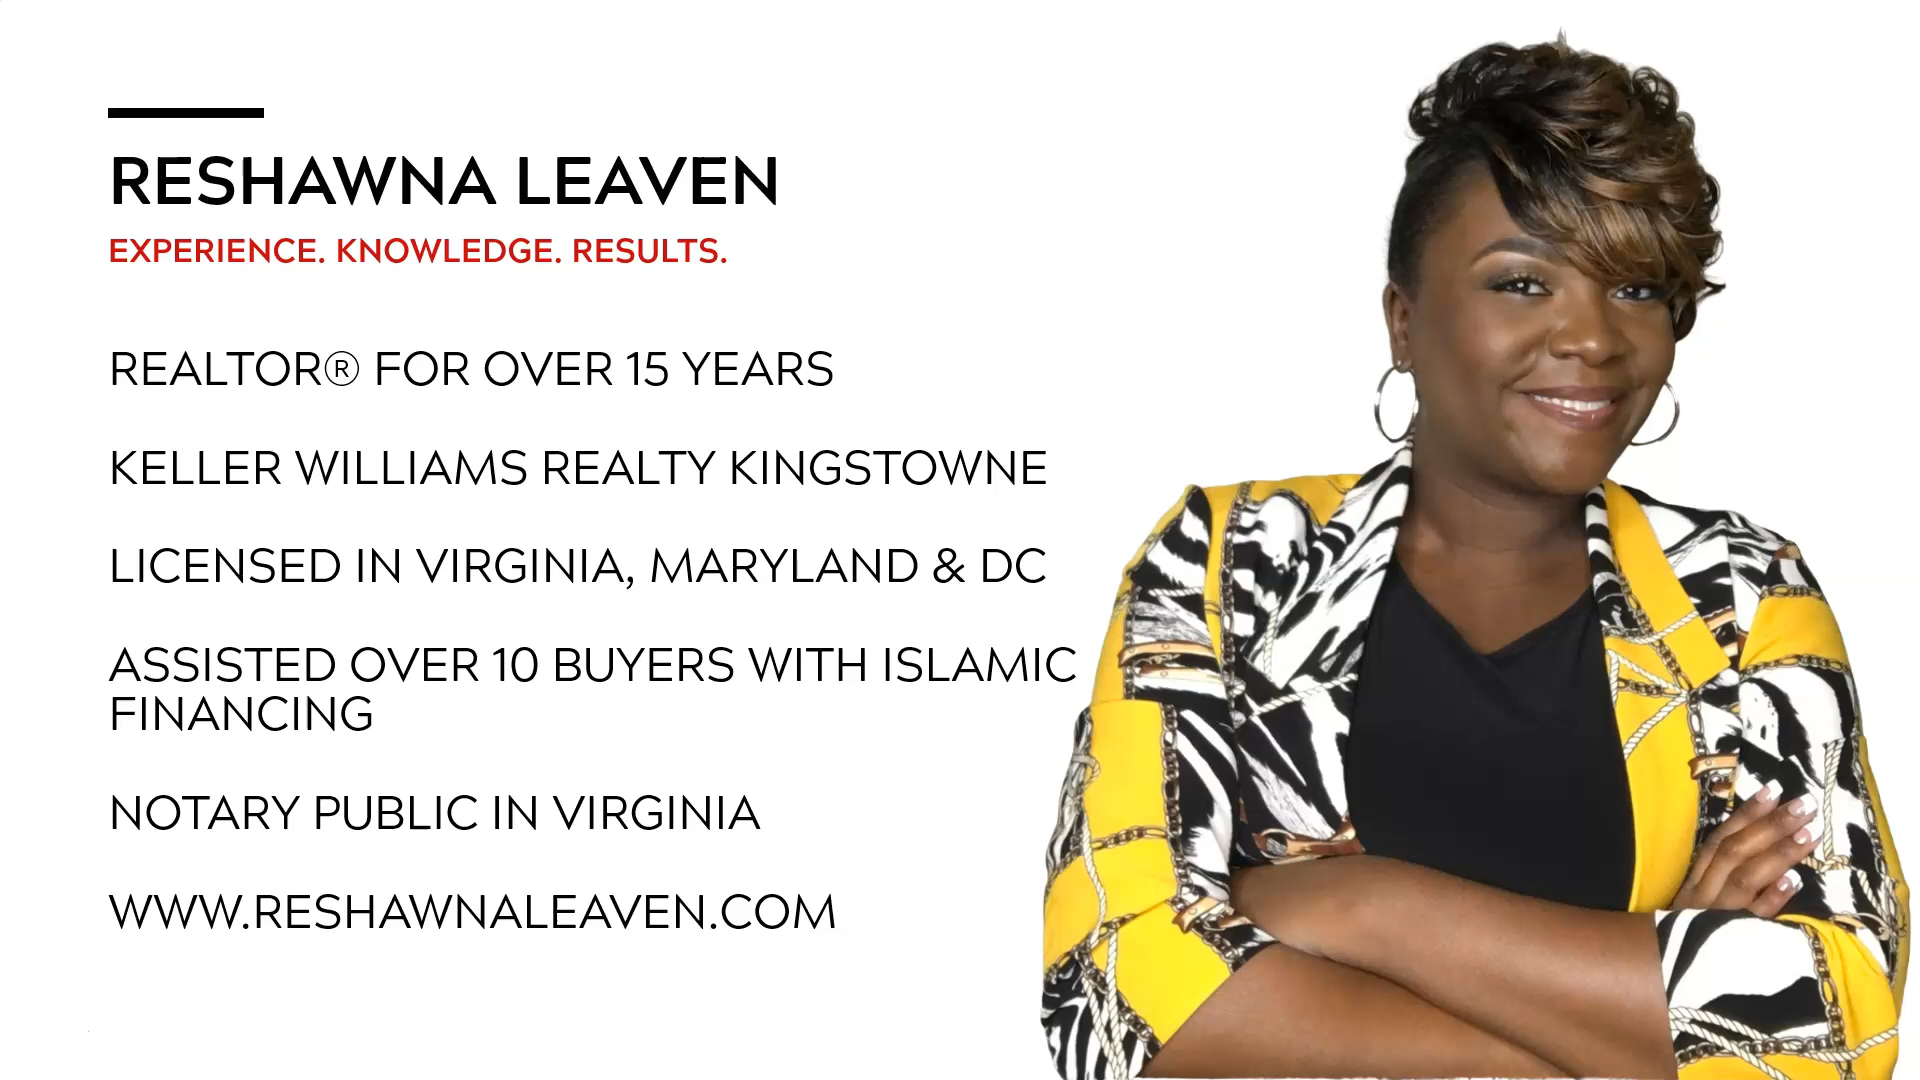 RESHAWNA LEAVEN
EXPERIENCE. KNOWLEDGE. RESULTS.
REALTOR® FOR OVER 15 YEARS
KELLER WILLIAMS REALTY KINGSTOWNE
LICENSED IN VIRGINIA, MARYLAND & DC
ASSISTED OVER 10 BUYERS WITH ISLAMIC
FINANCING
NOTARY PUBLIC IN VIRGINIA
WWW.RESHAWNALEAVEN.COM